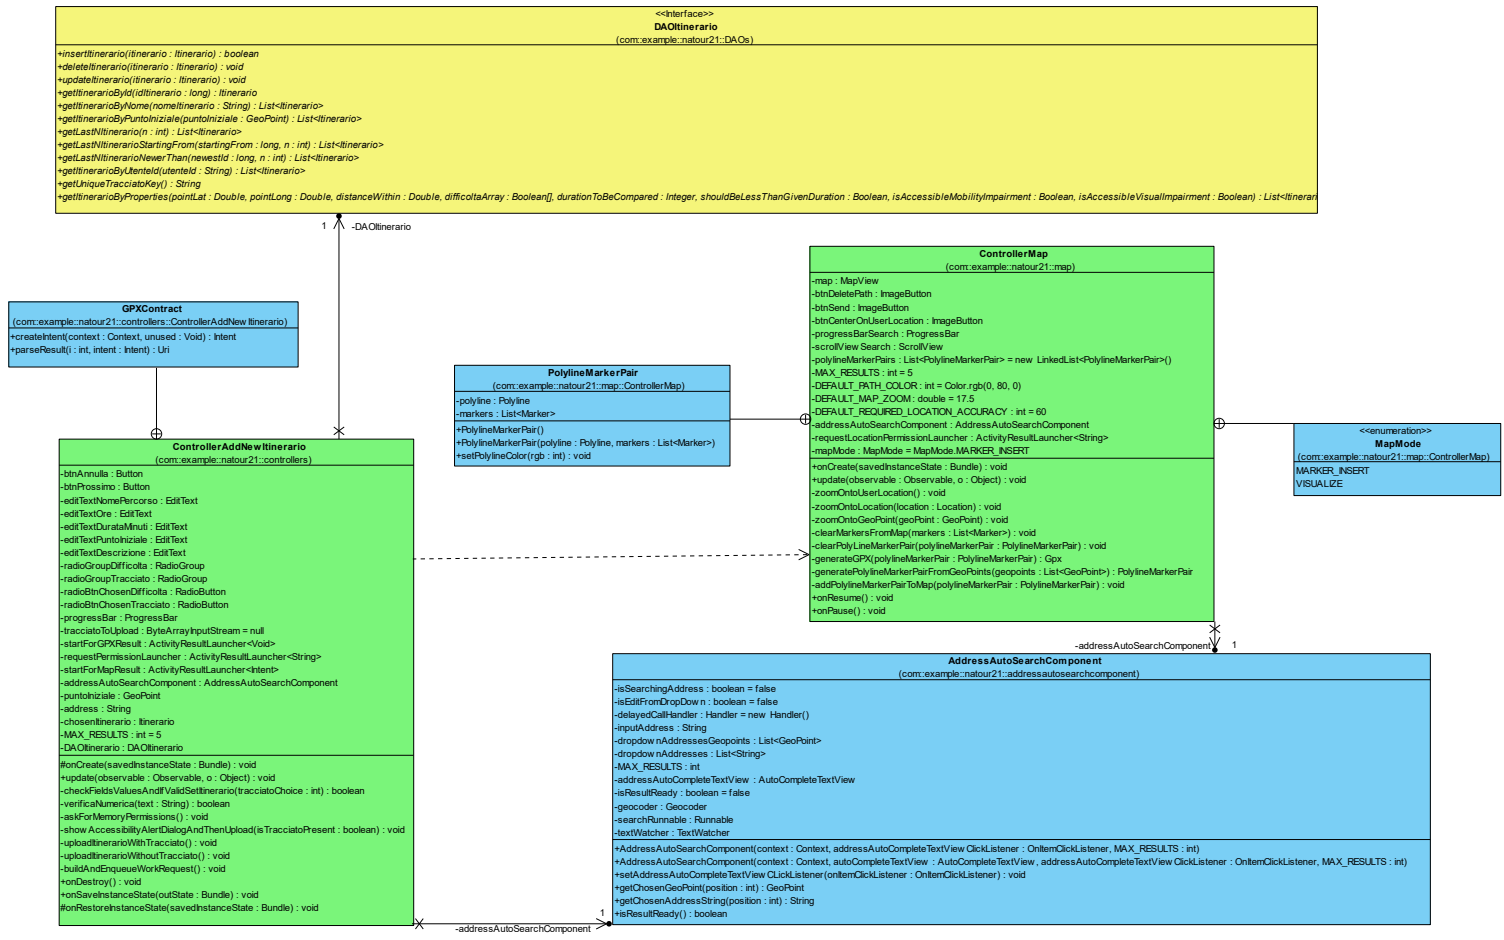 <<Interface>>
DAOItinerario
(com::example::natour21::DAOs)
+insertItinerario(itinerario : Itinerario) : boolean
+deleteItinerario(itinerario : Itinerario) : void
+updateItinerario(itinerario : Itinerario) : void
+getItinerarioById(idItinerario : long) : Itinerario
+getItinerarioByNome(nomeItinerario : String) : List<Itinerario>
+getItinerarioByPuntoIniziale(puntoIniziale : GeoPoint) : List<Itinerario>
+getLastNItinerario(n : int) : List<Itinerario>
+getLastNItinerarioStartingFrom(startingFrom : long, n : int) : List<Itinerario>
+getLastNItinerarioNewerThan(newestId : long, n : int) : List<Itinerario>
+getItinerarioByUtenteId(utenteId : String) : List<Itinerario>
+getUniqueTracciatoKey() : String
+getItinerarioByProperties(pointLat : Double, pointLong : Double, distanceWithin : Double, difficoltaArray : Boolean[], durationToBeCompared : Integer, shouldBeLessThanGivenDuration : Boolean, isAccessibleMobilityImpairment : Boolean, isAccessibleVisualImpairment : Boolean) : List<Itinerari
1
-DAOItinerario
GPXContract
(com::example::natour21::controllers::ControllerAddNewItinerario)
+createIntent(context : Context, unused : Void) : Intent
+parseResult(i : int, intent : Intent) : Uri
PolylineMarkerPair
(com::example::natour21::map::ControllerMap)
-polyline : Polyline
-markers : List<Marker>
+PolylineMarkerPair()
+PolylineMarkerPair(polyline : Polyline, markers : List<Marker>)
+setPolylineColor(rgb : int) : void
ControllerMap
(com::example::natour21::map)
-map : MapView
-btnDeletePath : ImageButton
-btnSend : ImageButton
-btnCenterOnUserLocation : ImageButton
-progressBarSearch : ProgressBar
-scrollViewSearch : ScrollView
-polylineMarkerPairs : List<PolylineMarkerPair> = new LinkedList<PolylineMarkerPair>()
-MAX_RESULTS : int = 5
-DEFAULT_PATH_COLOR : int = Color.rgb(0, 80, 0)
-DEFAULT_MAP_ZOOM : double = 17.5
-DEFAULT_REQUIRED_LOCATION_ACCURACY : int = 60
-addressAutoSearchComponent : AddressAutoSearchComponent
-requestLocationPermissionLauncher : ActivityResultLauncher<String>
-mapMode : MapMode = MapMode.MARKER_INSERT
+onCreate(savedInstanceState : Bundle) : void
+update(observable : Observable, o : Object) : void
-zoomOntoUserLocation() : void
-zoomOntoLocation(location : Location) : void
-zoomOntoGeoPoint(geoPoint : GeoPoint) : void
-clearMarkersFromMap(markers : List<Marker>) : void
-clearPolyLineMarkerPair(polylineMarkerPair : PolylineMarkerPair) : void
-generateGPX(polylineMarkerPair : PolylineMarkerPair) : Gpx
-generatePolylineMarkerPairFromGeoPoints(geopoints : List<GeoPoint>) : PolylineMarkerPair
-addPolylineMarkerPairToMap(polylineMarkerPair : PolylineMarkerPair) : void
+onResume() : void
+onPause() : void
<<enumeration>>
MapMode
(com::example::natour21::map::ControllerMap)
MARKER_INSERT
VISUALIZE
ControllerAddNewItinerario
(com::example::natour21::controllers)
-btnAnnulla : Button
-btnProssimo : Button
-editTextNomePercorso : EditText
-editTextOre : EditText
-editTextDurataMinuti : EditText
-editTextPuntoIniziale : EditText
-editTextDescrizione : EditText
-radioGroupDifficolta : RadioGroup
-radioGroupTracciato : RadioGroup
-radioBtnChosenDifficolta : RadioButton
-radioBtnChosenTracciato : RadioButton
-progressBar : ProgressBar
-tracciatoToUpload : ByteArrayInputStream = null
-startForGPXResult : ActivityResultLauncher<Void>
-requestPermissionLauncher : ActivityResultLauncher<String>
-startForMapResult : ActivityResultLauncher<Intent>
-addressAutoSearchComponent : AddressAutoSearchComponent
-puntoIniziale : GeoPoint
-address : String
-chosenItinerario : Itinerario
-MAX_RESULTS : int = 5
-DAOItinerario : DAOItinerario
#onCreate(savedInstanceState : Bundle) : void
+update(observable : Observable, o : Object) : void
-checkFieldsValuesAndIfValidSetItinerario(tracciatoChoice : int) : boolean
-verificaNumerica(text : String) : boolean
-askForMemoryPermissions() : void
-showAccessibilityAlertDialogAndThenUpload(isTracciatoPresent : boolean) : void
-uploadItinerarioWithTracciato() : void
-uploadItinerarioWithoutTracciato() : void
-buildAndEnqueueWorkRequest() : void
+onDestroy() : void
+onSaveInstanceState(outState : Bundle) : void
#onRestoreInstanceState(savedInstanceState : Bundle) : void
-addressAutoSearchComponent
1
AddressAutoSearchComponent
(com::example::natour21::addressautosearchcomponent)
-isSearchingAddress : boolean = false
-isEditFromDropDown : boolean = false
-delayedCallHandler : Handler = new Handler()
-inputAddress : String
-dropdownAddressesGeopoints : List<GeoPoint>
-dropdownAddresses : List<String>
-MAX_RESULTS : int
-addressAutoCompleteTextView : AutoCompleteTextView
-isResultReady : boolean = false
-geocoder : Geocoder
-searchRunnable : Runnable
-textWatcher : TextWatcher
+AddressAutoSearchComponent(context : Context, addressAutoCompleteTextViewClickListener : OnItemClickListener, MAX_RESULTS : int)
+AddressAutoSearchComponent(context : Context, autoCompleteTextView : AutoCompleteTextView, addressAutoCompleteTextViewClickListener : OnItemClickListener, MAX_RESULTS : int)
+setAddressAutoCompleteTextViewCLickListener(onItemClickListener : OnItemClickListener) : void
+getChosenGeoPoint(position : int) : GeoPoint
+getChosenAddressString(position : int) : String
+isResultReady() : boolean
1
-addressAutoSearchComponent